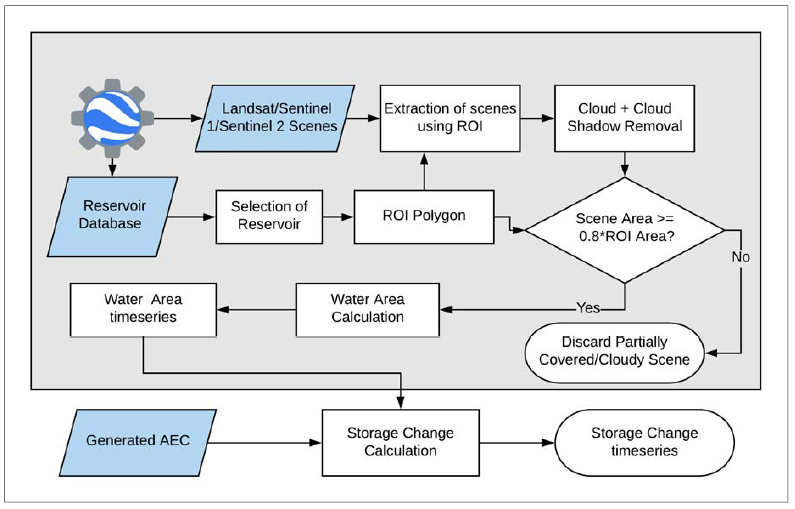 Landsat/Sentinel
1/Sentinel 2 Scenes
Extraction of scenes
using ROI
Cloud + Cloud
Shadow Removal
Reservoir
Database
Selection of
Reservoir
ROI Polygon
Scene Area >=
0.8*ROI Area?
No
Yes
Water Area
Calculation
Water Area
timeseries
Discard Partially
Covered/Cloudy Scene
Generated AEC
Storage Change
Calculation
Storage Change
timeseries